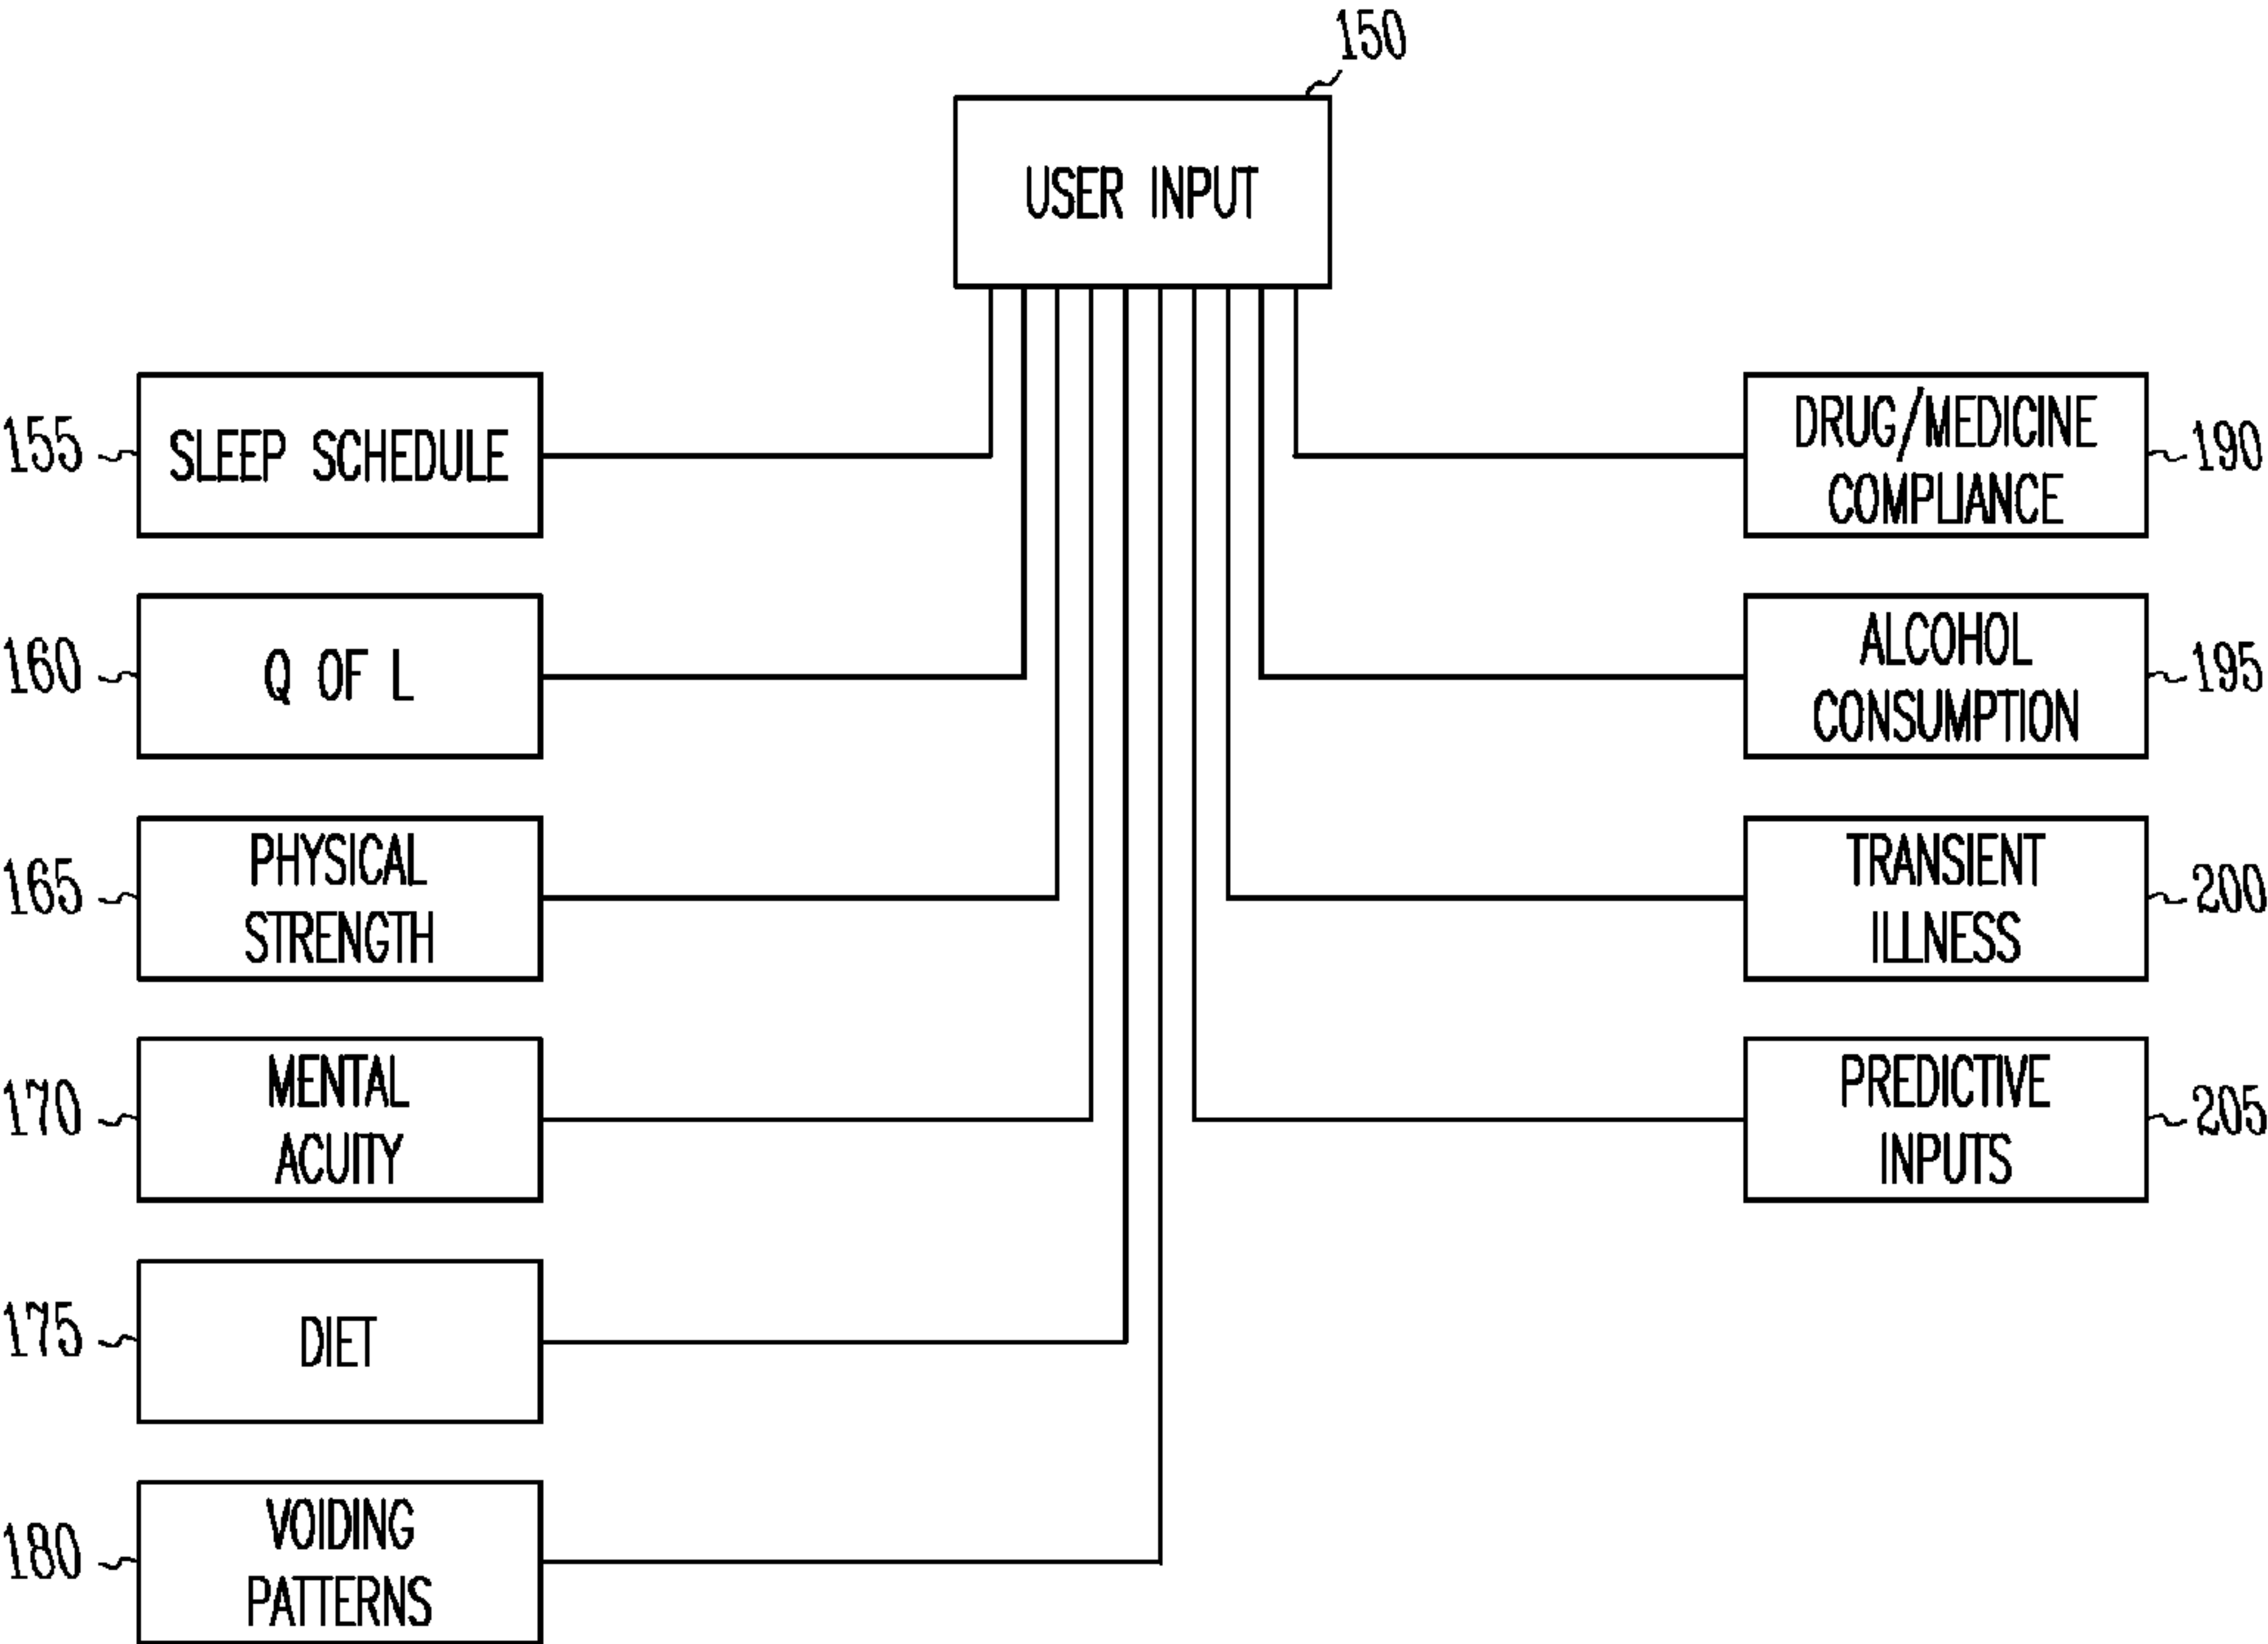 150
USER INPUT
155
SLEEP SCHEDULE
160
Q OF L
165
PHYSICAL
STRENGTH
170
MENTAL
ACUITY
175
DIET
180
VOIDING
PATTERNS
DRUG/MEDICINE
COMPLIANCE
190
ALCOHOL
CONSUMPTION
195
TRANSIENT
ILLNESS
200
PREDICTIVE
INPUTS
205